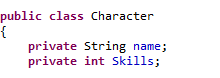 public class Character
{
    private String name;
    private int Skills;